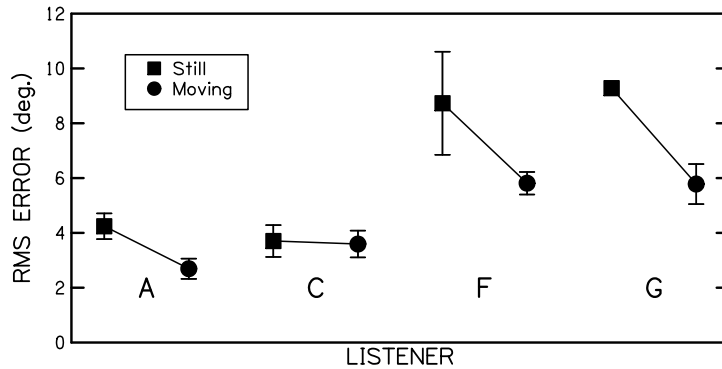 12
10
8
6
4
2
0
RMS ERROR (deg.)
Still
Moving
A C F G
LISTENER